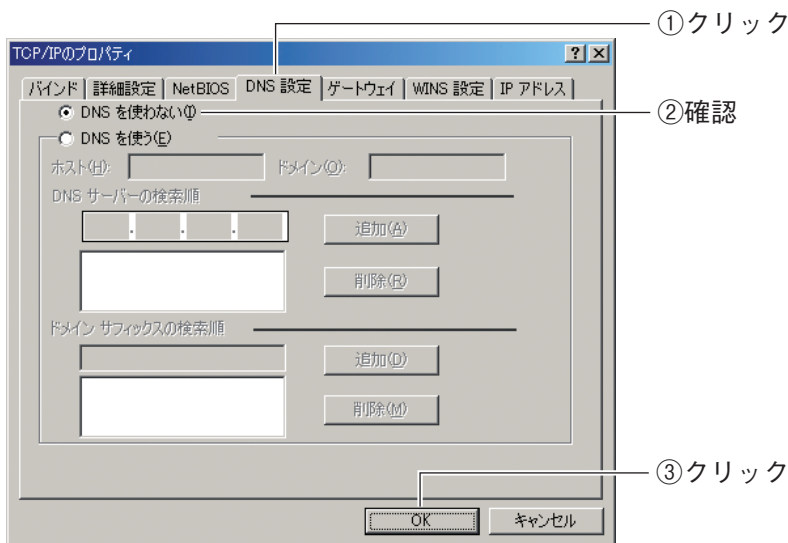 ①クリック
TCP/IPのプロパティ
バインド 詳細設定 NetBIOS DNS 設定 ゲートウェイ WINS 設定 IP アドレス
DNS を使わない(I)
②確認
DNS を使う(E)
ホスト(H): ドメイン(O):
DNS サーバーの検索順
. . .
追加(A)
削除(R)
ドメイン サフィックスの検索順
追加(D)
削除(M)
③クリック
OK キャンセル